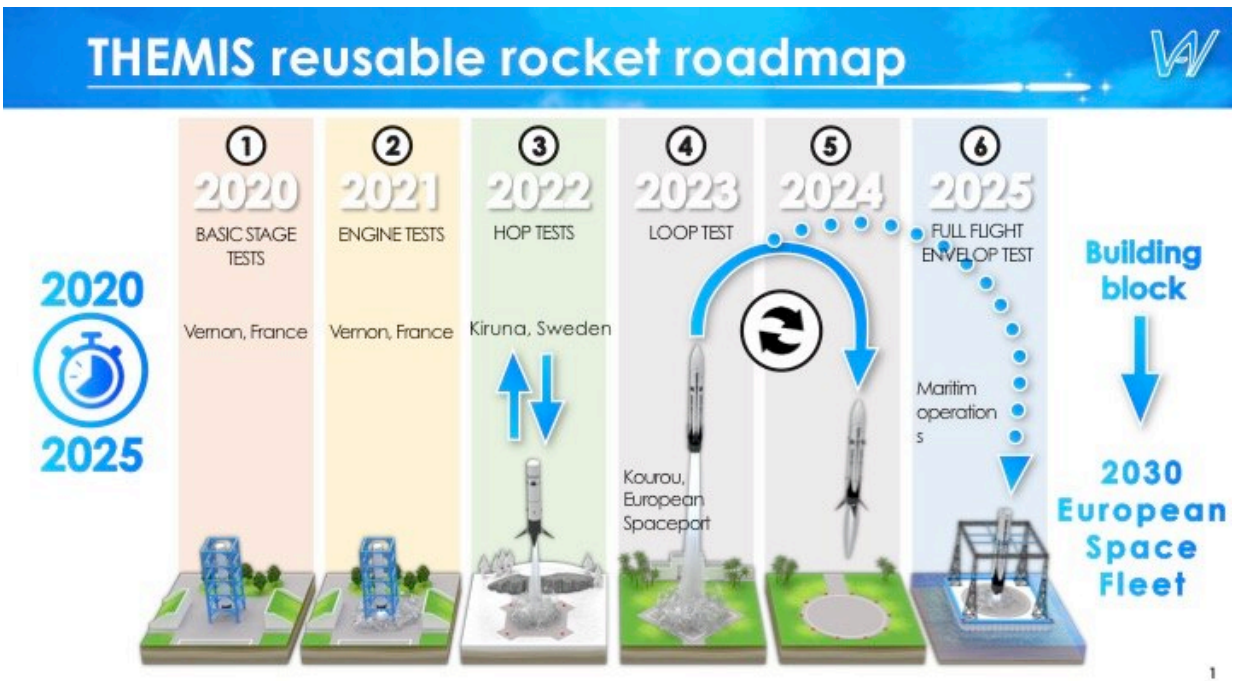 THEMIS reusable rocket roadmap
1
2020
BASIC STAGE
TESTS
Vernon, France
2
2021
ENGINE TESTS
Vernon, France
3
2022
HOP TESTS
Kiruna, Sweden
4
2023
LOOP TEST
Kourou,
European
Spaceport
5
2024
6
2025
FULL FLIGHT
ENVELOP TEST
Maritim
operation
s
2020
2025
Building
block
2030
European
Space
Fleet
1